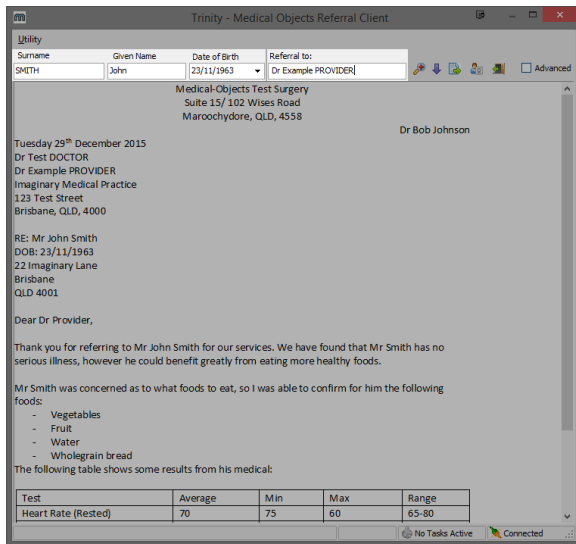 Trinity - Medical Objects Referral Client
Utility
Surname Given Name Date of Birth Referral to:
SMITH John 23/11/1963 Dr Example PROVIDER Advanced
Medical-Objects Test Surgery
Suite 15/ 102 Wises Road
Maroochydore, QLD, 4558
Dr Bob Johnson
Tuesday 29th December 2015
Dr Test DOCTOR
Dr Example PROVIDER
Imaginary Medical Practice
123 Test Street
Brisbane, QLD, 4000
RE: Mr John Smith
DOB: 23/11/1963
22 Imaginary Lane
Brisbane
QLD 4001
Dear Dr Provider,
Thank you for referring to Mr John Smith for our services. We have found that Mr Smith has no
serious illness, however he could benefit greatly from eating more healthy foods.
Mr Smith was concerned as to what foods to eat, so I was able to confirm for him the following
foods:
- Vegetables
- Fruit
- Water
- Wholegrain bread
The following table shows some results from his medical:
Test Average Min Max Range
Heart Rate (Rested) 70 75 60 65-80
No Tasks Active Connected